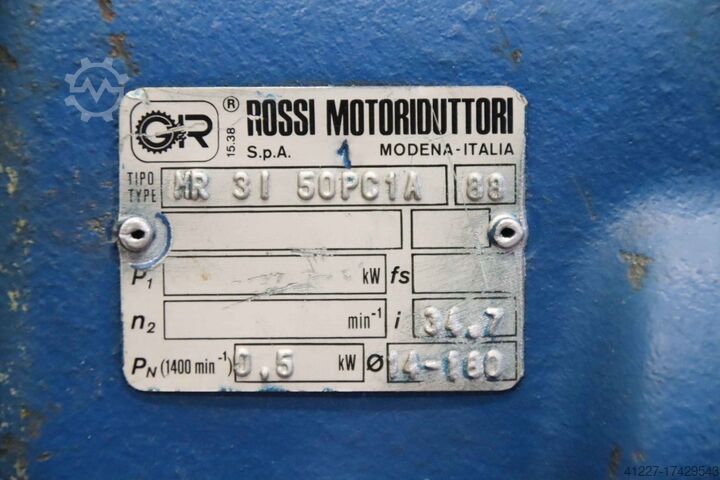 G&R ® 15.38 ROSSI MOTORIDUTTORI
S.p.A. 1 MODENA-ITALIA
TIPO
TYPE MR 3I 50PC1A 88
P1 kW fs
n2 min-1 i 34.7
PN (1400 min-1) 0.5 kW Ø 14-160
41227-17429543